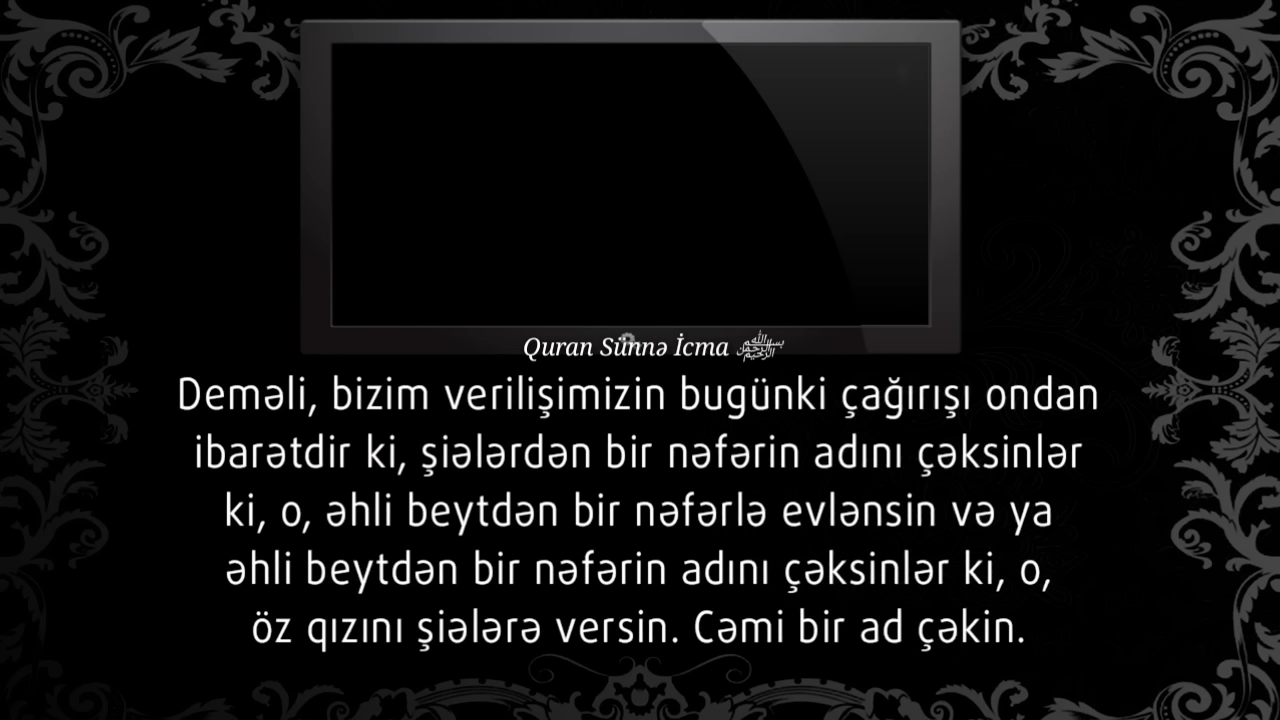 Quran Sünnə İcma ﷽
Deməli, bizim verilişimizin bugünki çağırışı ondan
ibarətdir ki, şiələrdən bir nəfərin adını çəksinlər
ki, o, əhli beytdən bir nəfərlə evlənsin və ya
əhli beytdən bir nəfərin adını çəksinlər ki, o,
öz qızını şiələrə versin. Cəmi bir ad çəkin.